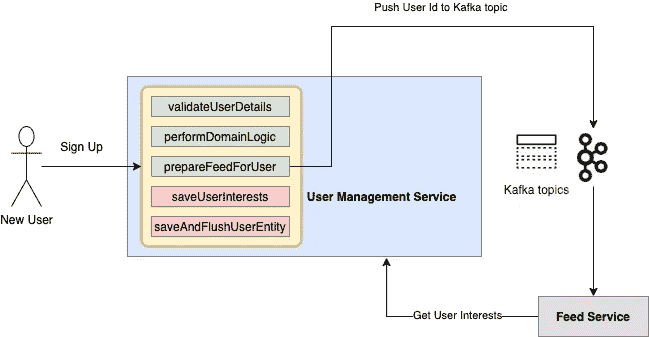 Push User Id to Kafka topic
validateUserDetails
performDomainLogic
Sign Up
prepareFeedForUser
saveUserInterests
User Management Service
saveAndFlushUserEntity
New User
Kafka topics
Get User Interests
Feed Service